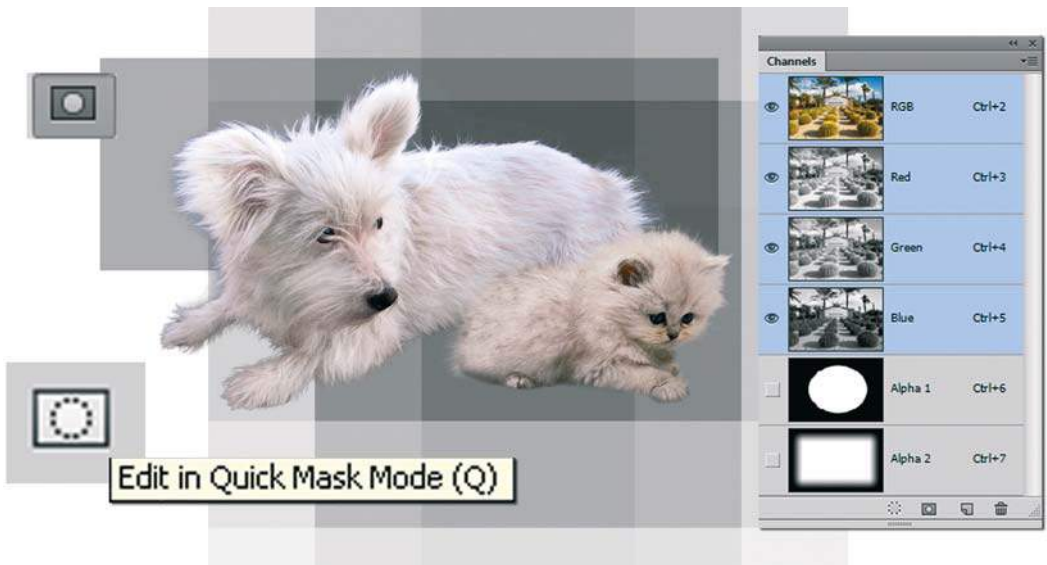 Channels
RGB Ctrl+2
Red Ctrl+3
Green Ctrl+4
Blue Ctrl+5
Alpha 1 Ctrl+6
Alpha 2 Ctrl+7
Edit in Quick Mask Mode (Q)